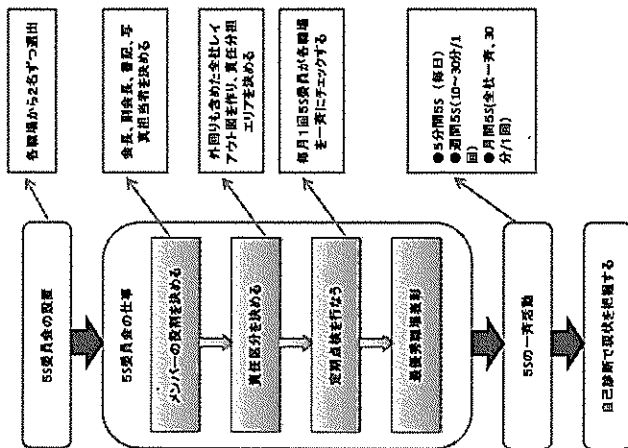 5S委員会の設置
各職場から2名ずつ選出
5S委員会の仕事
メンバーの役割を決める
会長、副会長、書記、写
真担当者を決める
責任区分を決める
外回りも含めた全社レイ
アウト図を作り、責任分担
エリアを決める
定期点検を行なう
毎月1回5S委員が各職場
を一斉にチェックする
最優秀職場表彰
5Sの一斉活動
●5分間5S(毎日)
●週間5S(10~30分/1
回)
●月間5S(全社一斉、30
分/1回)
自己診断で現状を把握する